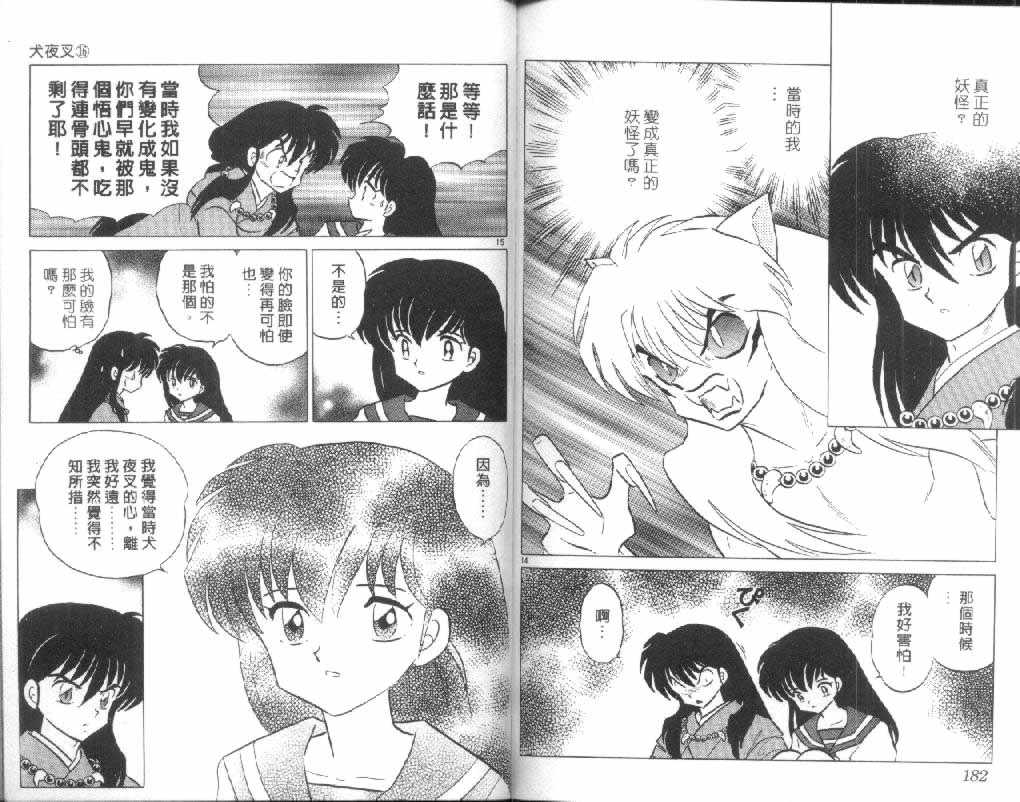 真正的
妖怪？
當時的我
…
變成真正的
妖怪了嗎？
那個時候
…
我好害怕…
ぴく
啊…
182
14
犬夜叉⑯
等等！
那是什
麼話！
當時我如果沒
有變化成鬼，
你們早就被那
個悟心鬼，吃
得連骨頭都不
剩了耶！
15
不是的…
你的臉即使
變得再可怕
也…
我怕的不
是那個。
我的臉有
那麼可怕
嗎？
因為……
我覺得當時犬
夜叉的心，離
我好遠………
我突然覺得不
知所措……